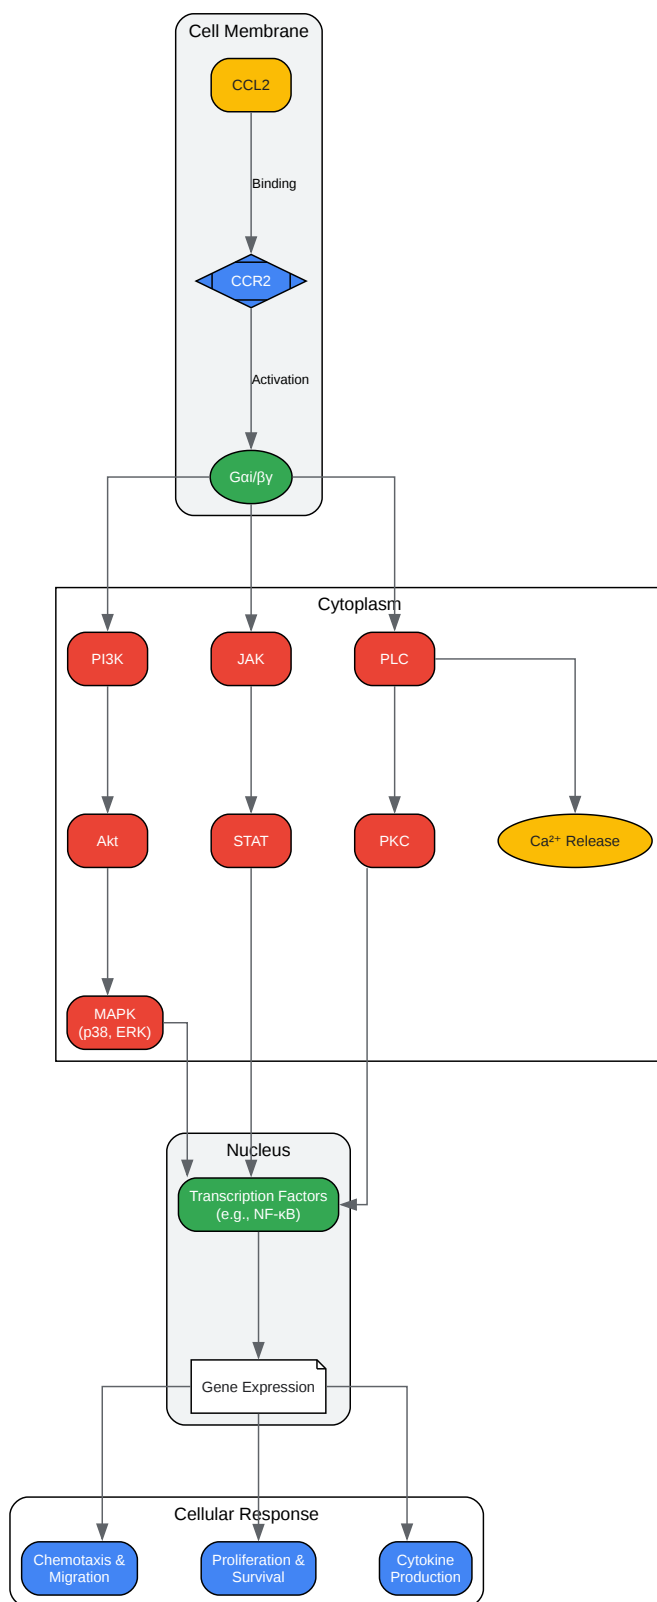 Cell Membrane
CCL2
Binding
CCR2
Activation
Gαi/βγ
Cytoplasm
PI3K
JAK
PLC
Akt
STAT
PKC
Ca²⁺ Release
MAPK
(p38, ERK)
Nucleus
Transcription Factors
(e.g., NF-κB)
Gene Expression
Cellular Response
Chemotaxis &
Migration
Proliferation &
Survival
Cytokine
Production